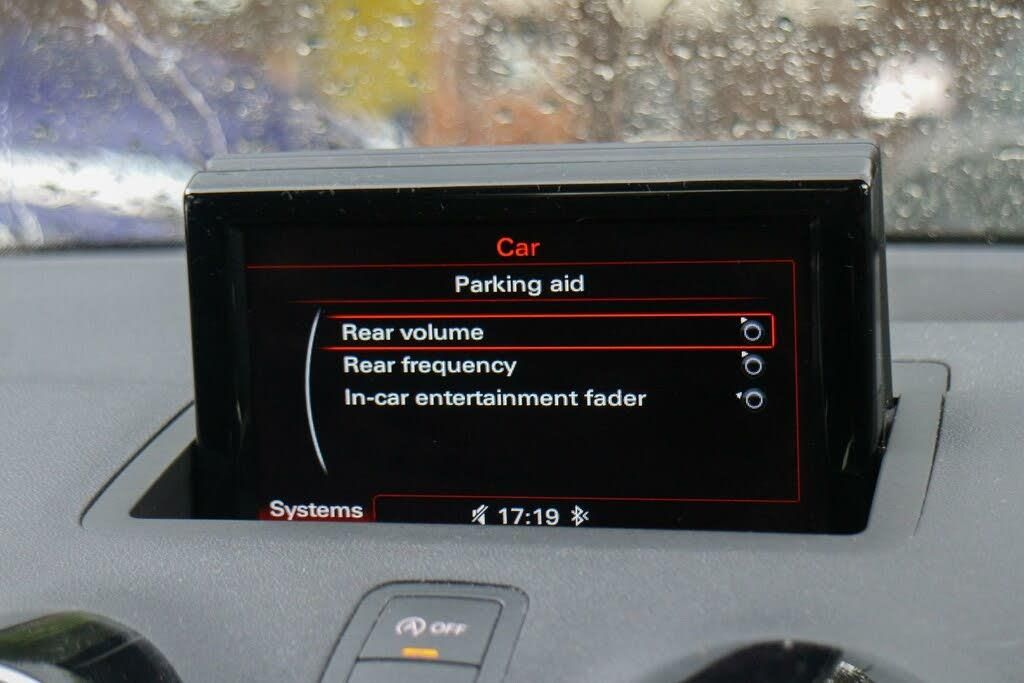 Car
Parking aid
Rear volume
Rear frequency
In-car entertainment fader
Systems
17:19
A OFF